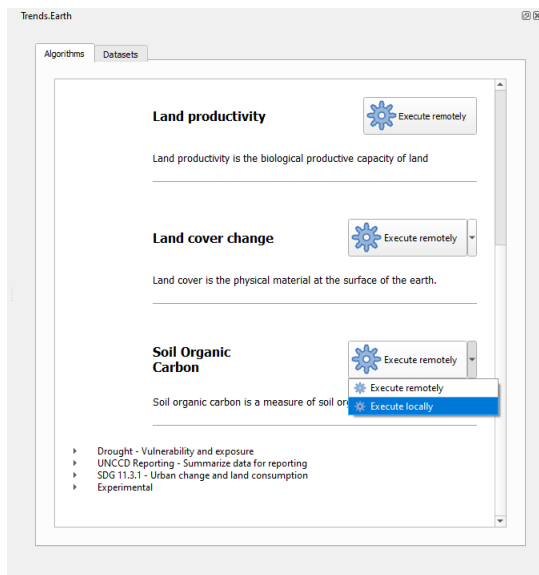 Trends.Earth
Algorithms
Datasets
Land productivity
Execute remotely
Land productivity is the biological productive capacity of land
Land cover change
Execute remotely
Land cover is the physical material at the surface of the earth.
Soil Organic
Carbon
Execute remotely
Execute remotely
Execute locally
Soil organic carbon is a measure of soil
Drought - Vulnerability and exposure
UNCCD Reporting - Summarize data for reporting
SDG 11.3.1 - Urban change and land consumption
Experimental